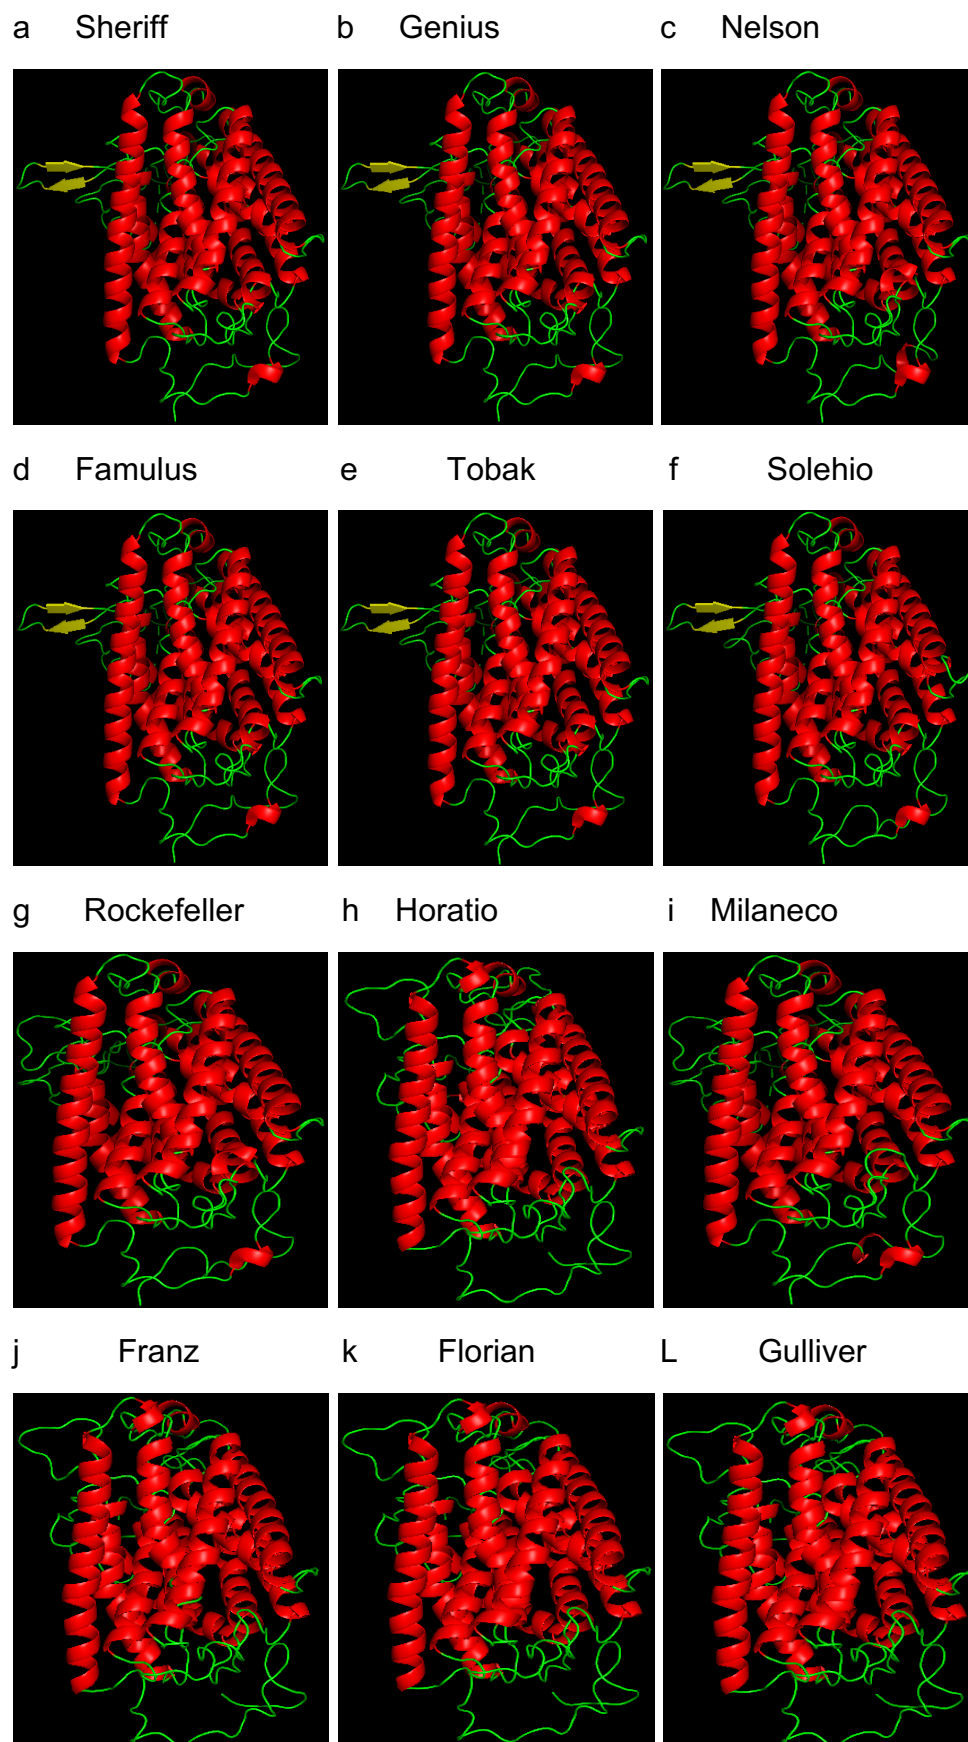 a Sheriff b Genius c Nelson
d Famulus e Tobak f Solehio
g Rockefeller h Horatio i Milaneco
j Franz k Florian L Gulliver